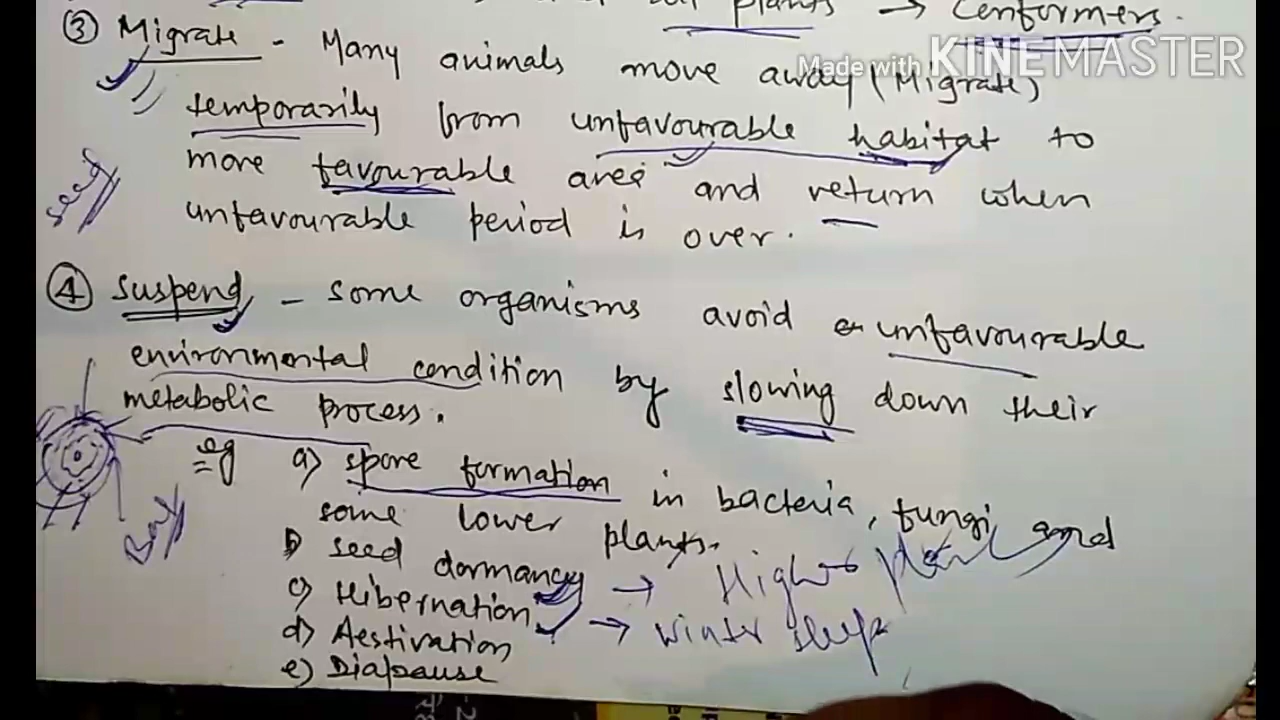 plants → Conformers.
Made with KINEMASTER
③ Migrate - Many animals move away (Migrate)
temporarily from unfavourable habitat to
more favourable area and return when
unfavourable period is over.
④ Suspend - Some organisms avoid unfavourable
environmental condition by slowing down their
metabolic process.
eg a) spore formation in bacteria, fungi and
some lower plants.
b) seed dormancy → Higher plant
c) Hibernation → winter sleep
d) Aestivation
e) Diapause